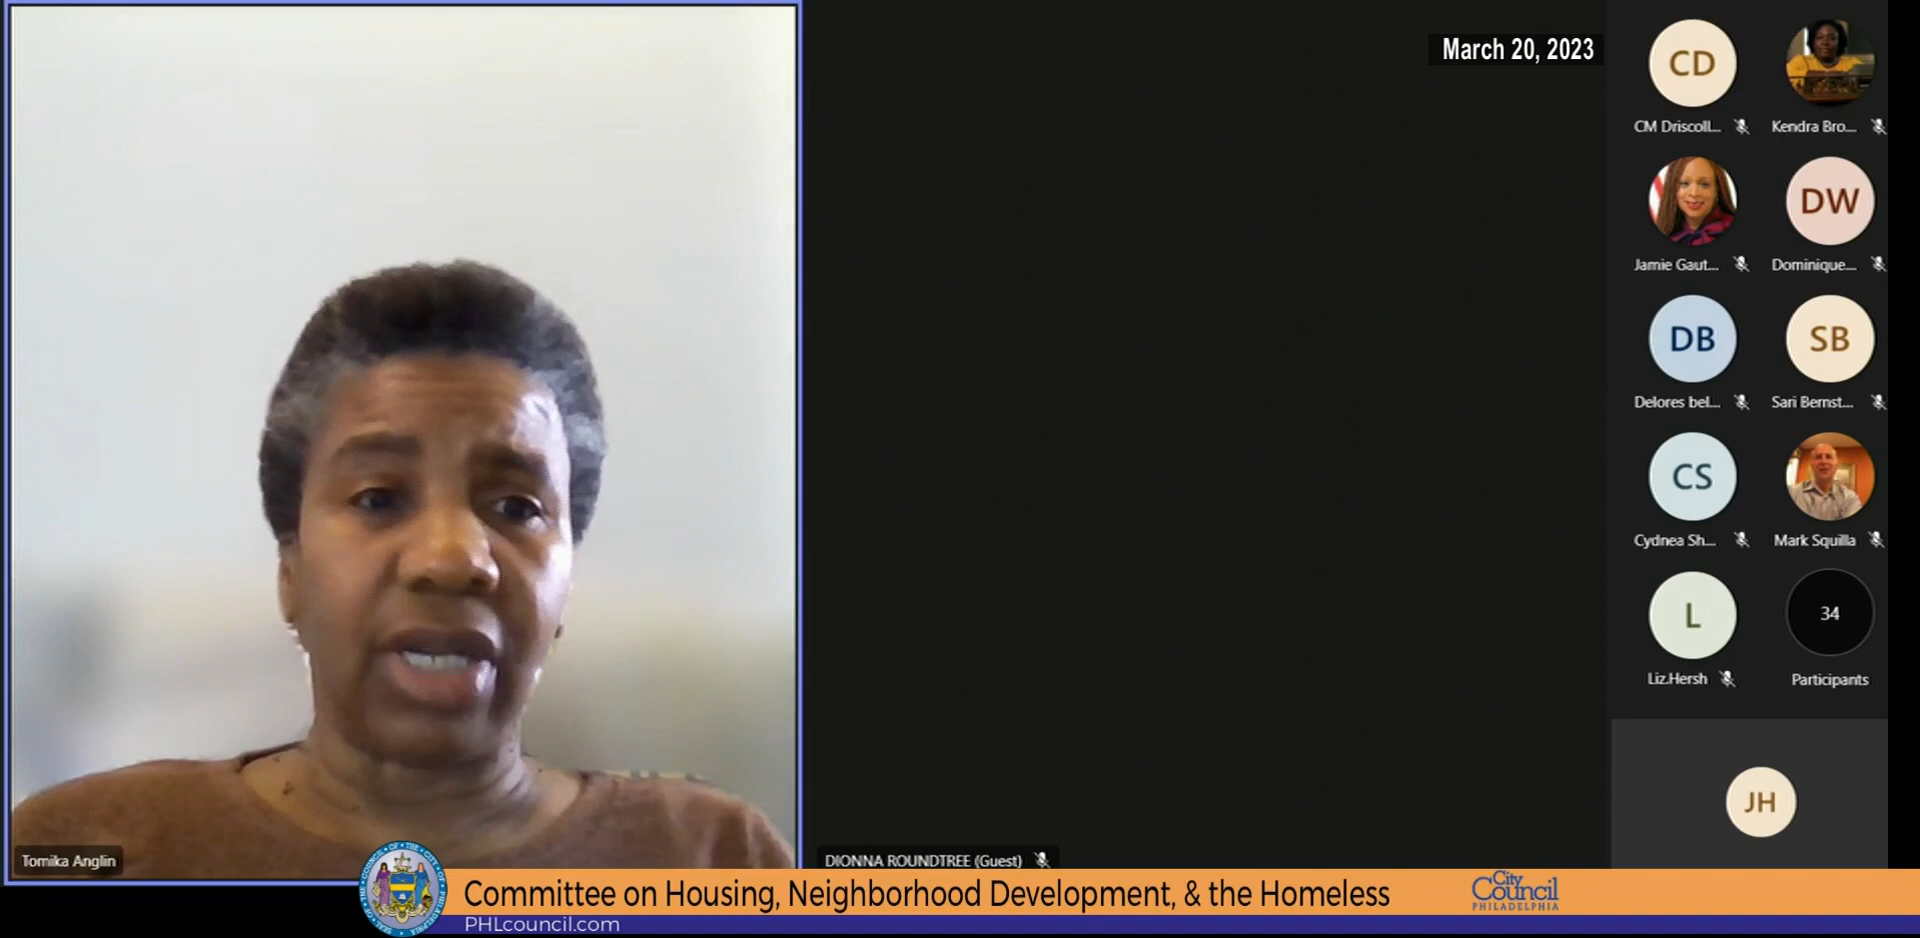 March 20, 2023
CD
CM Driscoll...
Kendra Bro...
Jamie Gaut...
DW
Dominique...
DB
Delores bel...
SB
Sari Bernst...
CS
Cydnea Sh...
Mark Squilla
L
Liz.Hersh
34
Participants
JH
Tomika Anglin
DIONNA ROUNDTREE (Guest)
Committee on Housing, Neighborhood Development, & the Homeless
City
Council
PHILADELPHIA
PHLcouncil.com